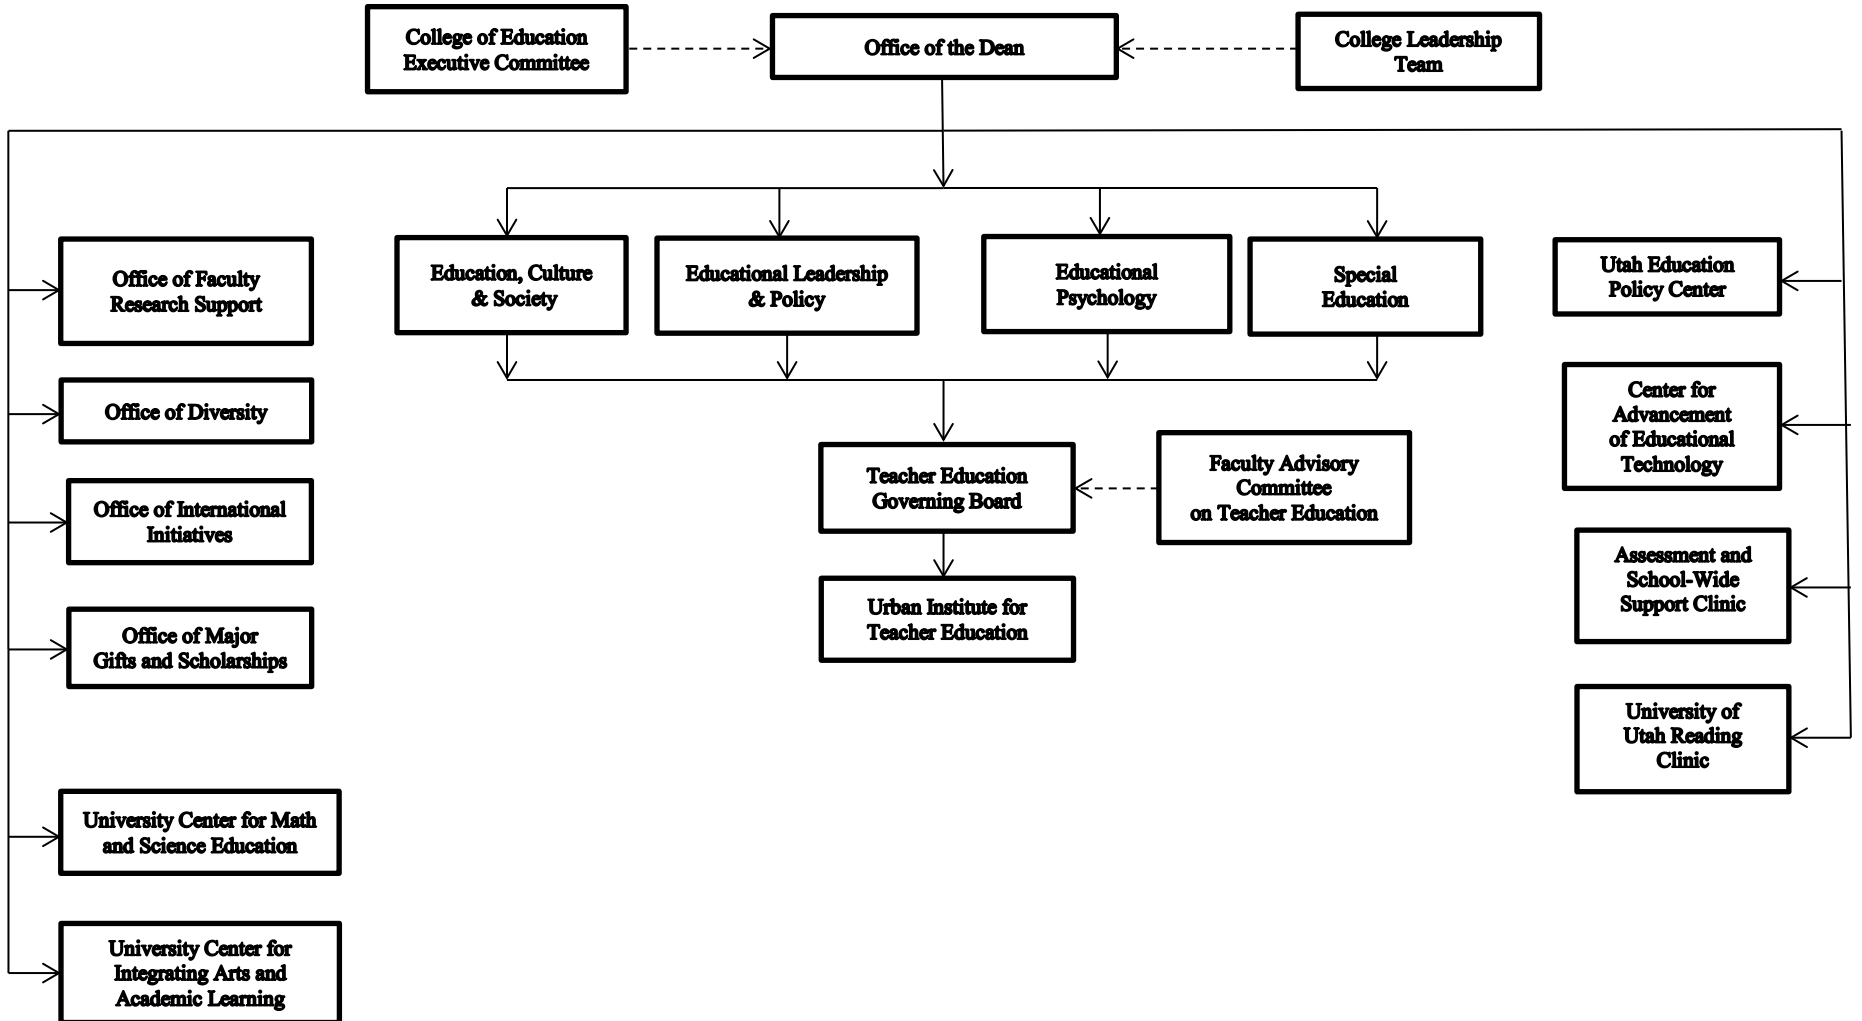 College of Education
Executive Committee
Office of the Dean
College Leadership
Team
Office of Faculty
Research Support
Education, Culture
& Society
Educational Leadership
& Policy
Educational
Psychology
Special
Education
Utah Education
Policy Center
Office of Diversity
Center for
Advancement
of Educational
Technology
Office of International
Initiatives
Teacher Education
Governing Board
Faculty Advisory
Committee
on Teacher Education
Assessment and
School-Wide
Support Clinic
Office of Major
Gifts and Scholarships
Urban Institute for
Teacher Education
University of
Utah Reading
Clinic
University Center for Math
and Science Education
University Center for
Integrating Arts and
Academic Learning